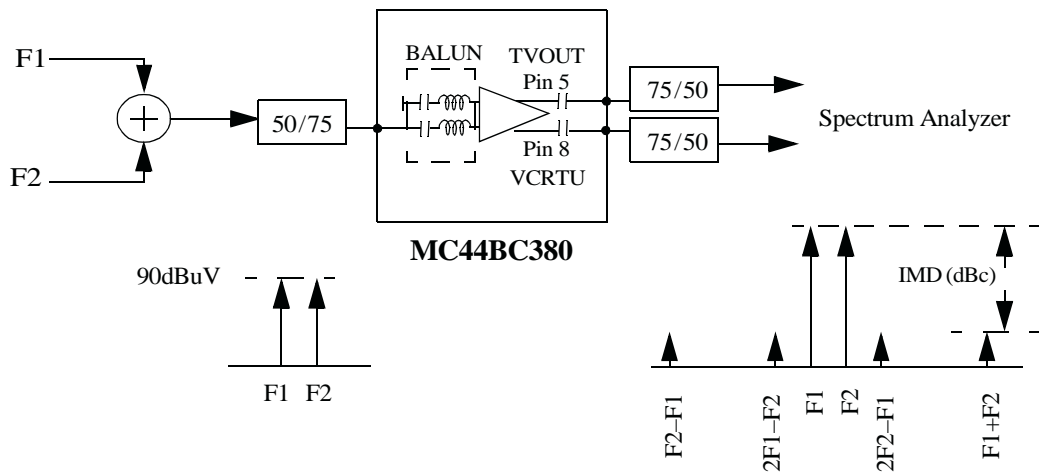 F1
F2
50/75
BALUN
TVOUT
Pin 5
Pin 8
VCRTU
75/50
75/50
Spectrum Analyzer
MC44BC380
90dBuV
F1
F2
IMD (dBc)
F2–F1
2F1–F2
F1
F2
2F2–F1
F1+F2